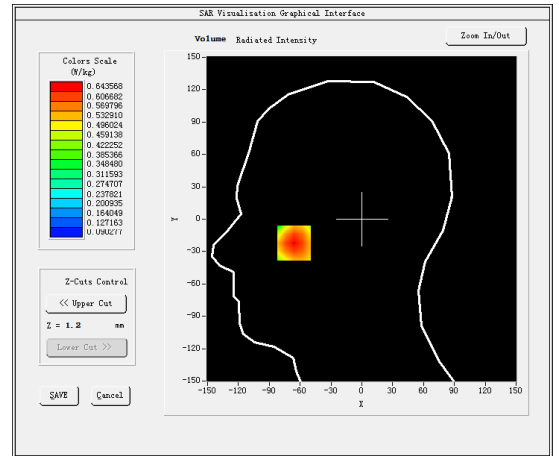 SAR Visualisation Graphical Interface
Volume Radiated Intensity
Zoom In/Out
Colors Scale
(W/kg)
0.643568
0.606682
0.569796
0.532910
0.496024
0.459138
0.422252
0.385366
0.348480
0.311593
0.274707
0.237821
0.200935
0.164049
0.127163
0.090277
Z-Cuts Control
<< Upper Cut
Z = 1.2 mm
Lower Cut >>
SAVE
Cancel
150
120
90
60
30
0
-30
-60
-90
-120
-150
Y
-150 -120 -90 -60 -30 0 30 60 90 120 150
X